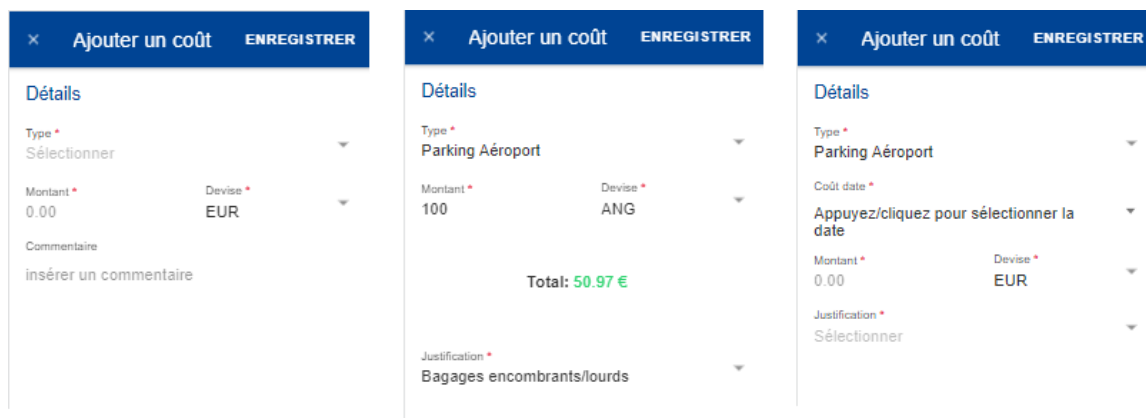 × Ajouter un coût ENREGISTRER
Détails
Type *
Sélectionner
Montant * Devise *
0.00 EUR
Commentaire
insérer un commentaire
× Ajouter un coût ENREGISTRER
Détails
Type *
Parking Aéroport
Montant * Devise *
100 ANG
Total: 50.97 €
Justification *
Bagages encombrants/lourds
× Ajouter un coût ENREGISTRER
Détails
Type *
Parking Aéroport
Coût date *
Appuyez/cliquez pour sélectionner la
date
Montant * Devise *
0.00 EUR
Justification *
Sélectionner